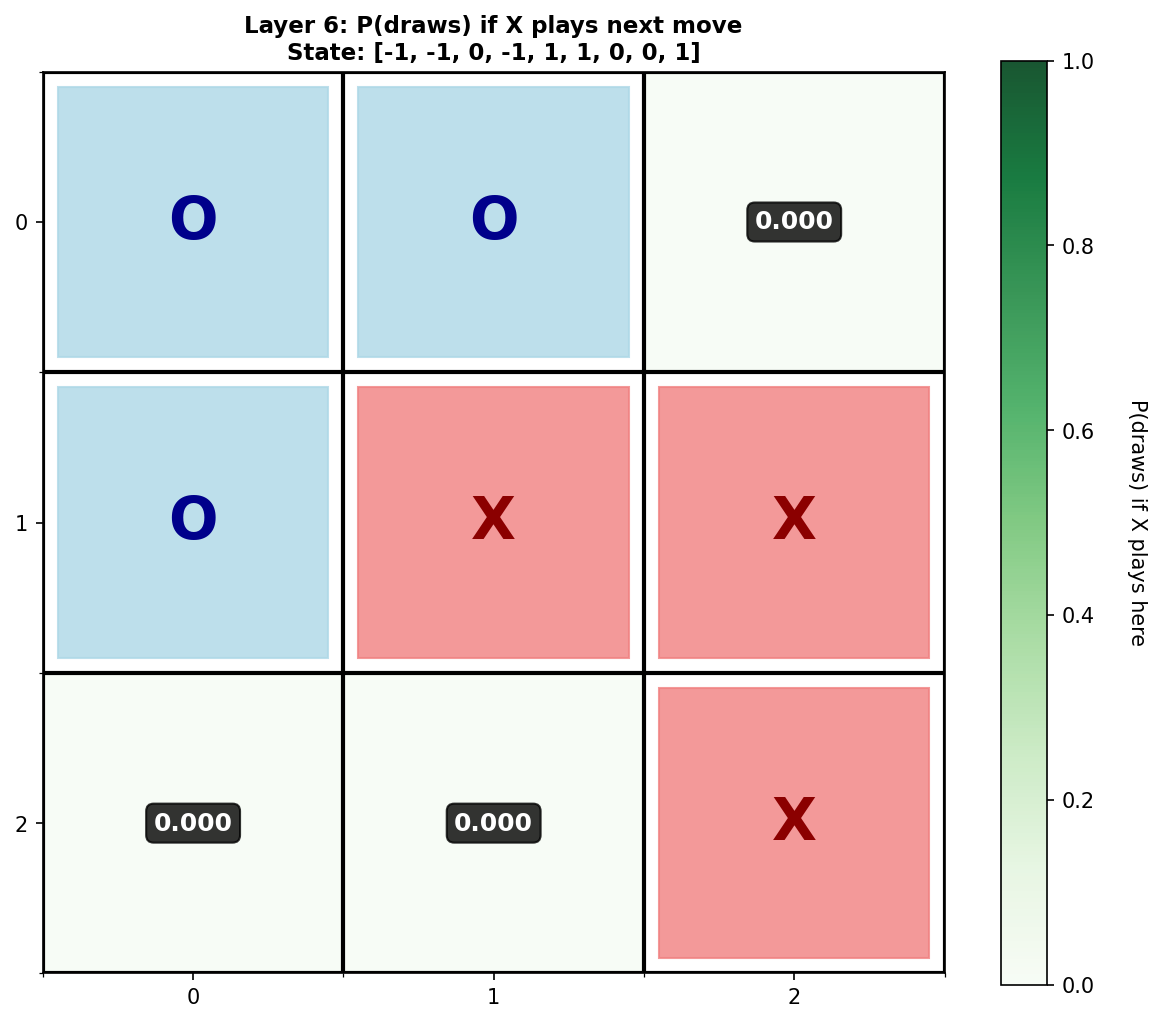 Layer 6: P(draws) if X plays next move
State: [-1, -1, 0, -1, 1, 1, 0, 0, 1]
0
O
O
0.000
1
O
X
X
2
0.000
0.000
X
0
1
2
1.0
0.8
0.6
0.4
0.2
0.0
P(draws) if X plays here